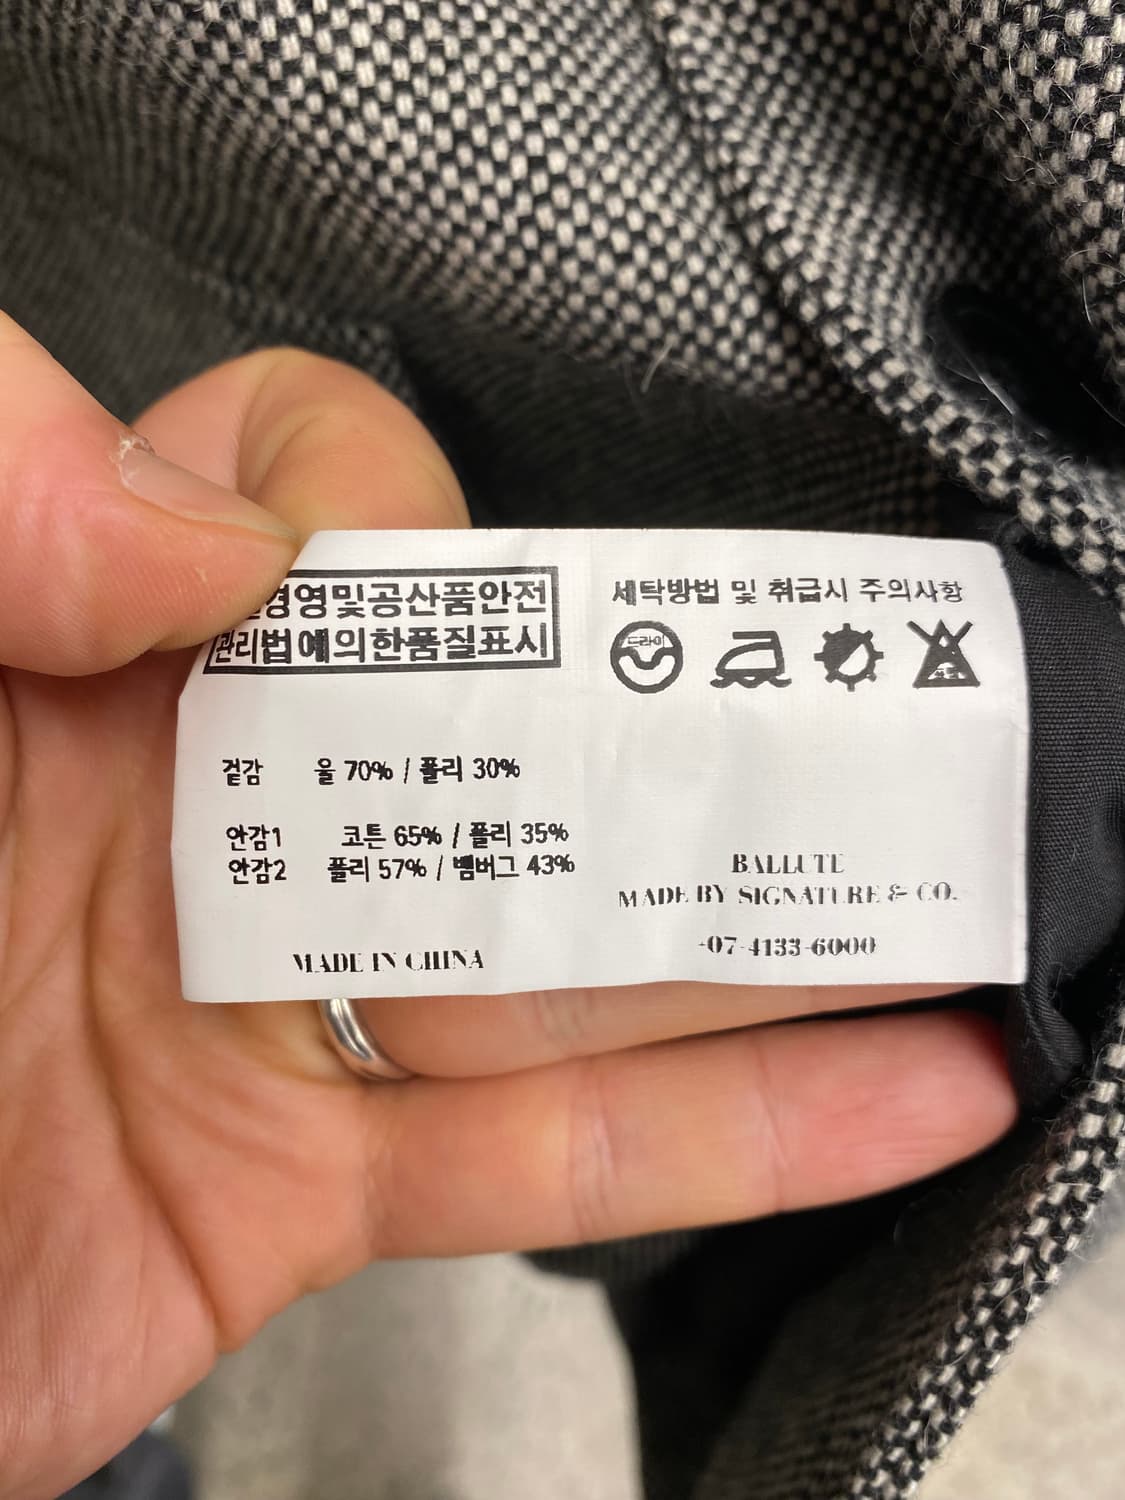 경영및공산품안전
관리법에의한품질표시
겉감 울 70% / 폴리 30%
안감1 코튼 65% / 폴리 35%
안감2 폴리 57% / 벰버그 43%
MADE IN CHINA
세탁방법 및 취급시 주의사항
드라이
BALLUTE
MADE BY SIGNATURE & CO.
-07-4133-6000